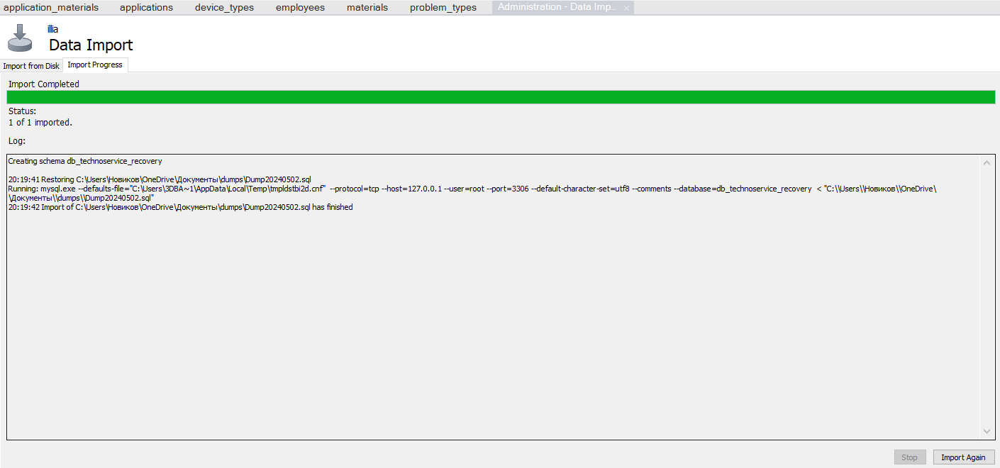 application_materials applications device_types employees materials problem_types Administration - Data Imp... ×
illia
Data Import
Import from Disk Import Progress
Import Completed
Status:
1 of 1 imported.
Log:
Creating schema db_technoservice_recovery
20:19:41 Restoring C:\Users\Новиков\OneDrive\Документы\dumps\Dump20240502.sql
Running: mysql.exe --defaults-file="C:\Users\3DBA~1\AppData\Local\Temp\tmpldstbi2d.cnf"  --protocol=tcp --host=127.0.0.1 --user=root --port=3306 --default-character-set=utf8 --comments --database=db_technoservice_recovery  < "C:\\Users\\Новиков\\OneDrive\
\Документы\\dumps\\Dump20240502.sql"
20:19:42 Import of C:\Users\Новиков\OneDrive\Документы\dumps\Dump20240502.sql has finished
Stop Import Again